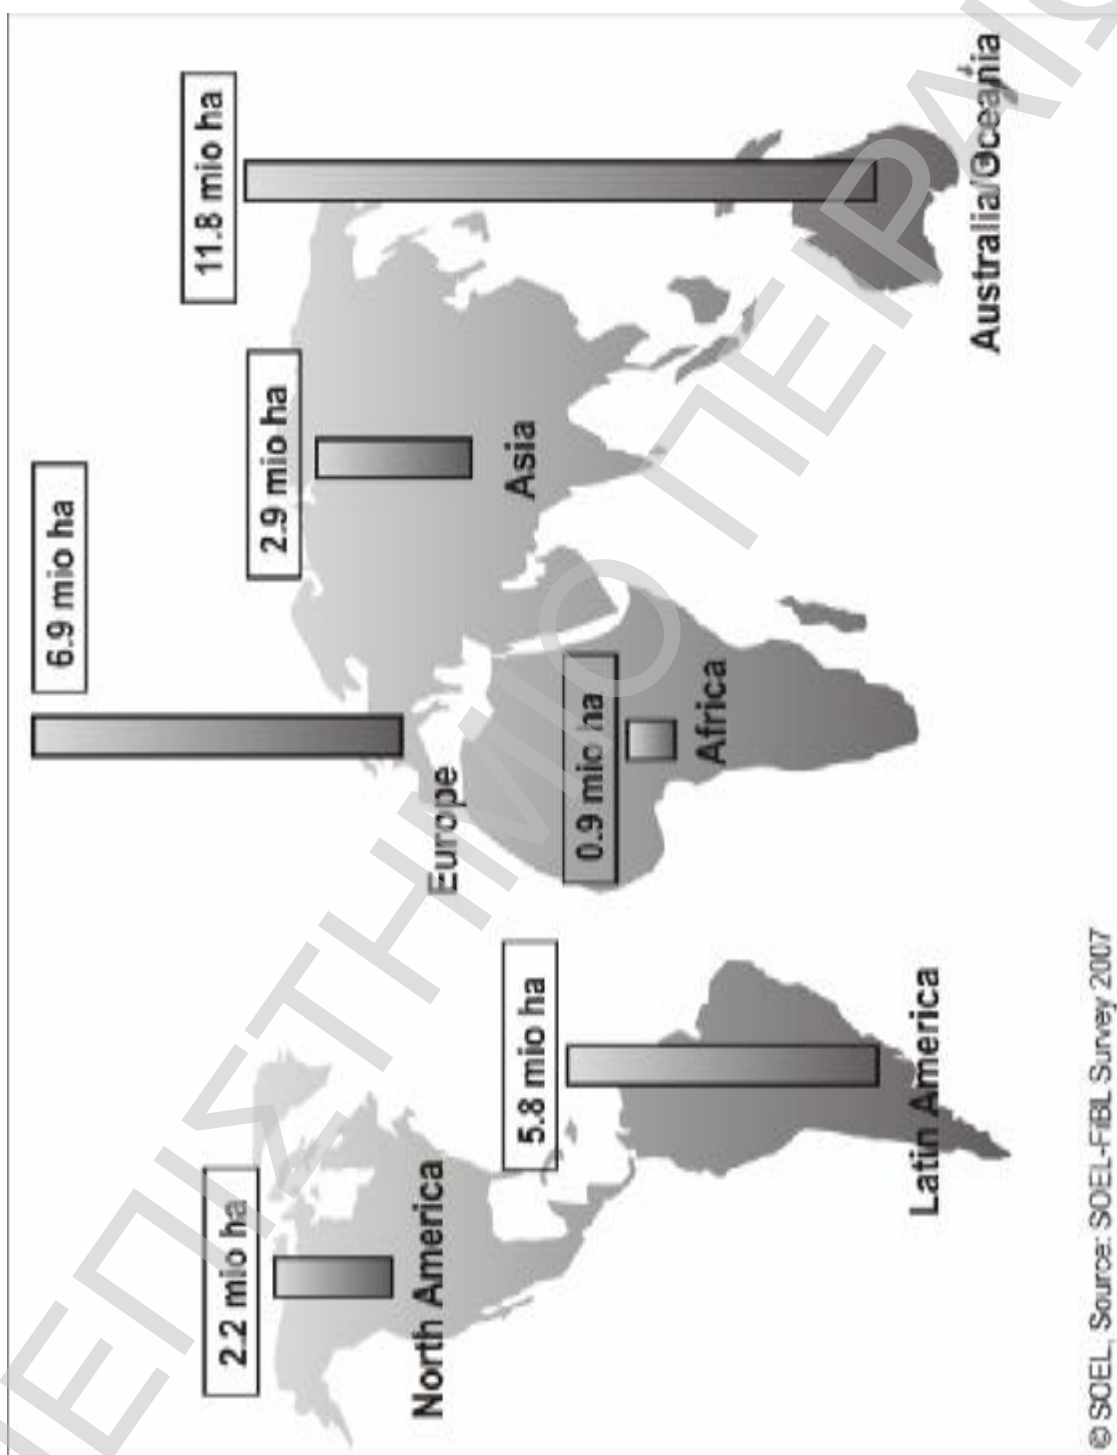 6.9 mio ha
11.8 mio ha
2.2 mio ha
2.9 mio ha
North America
Europe
Asia
5.8 mio ha
0.9 mio ha
Africa
Latin America
Australia/Oceania
© SOEL, Source: SOEL-FiBL Survey 2007